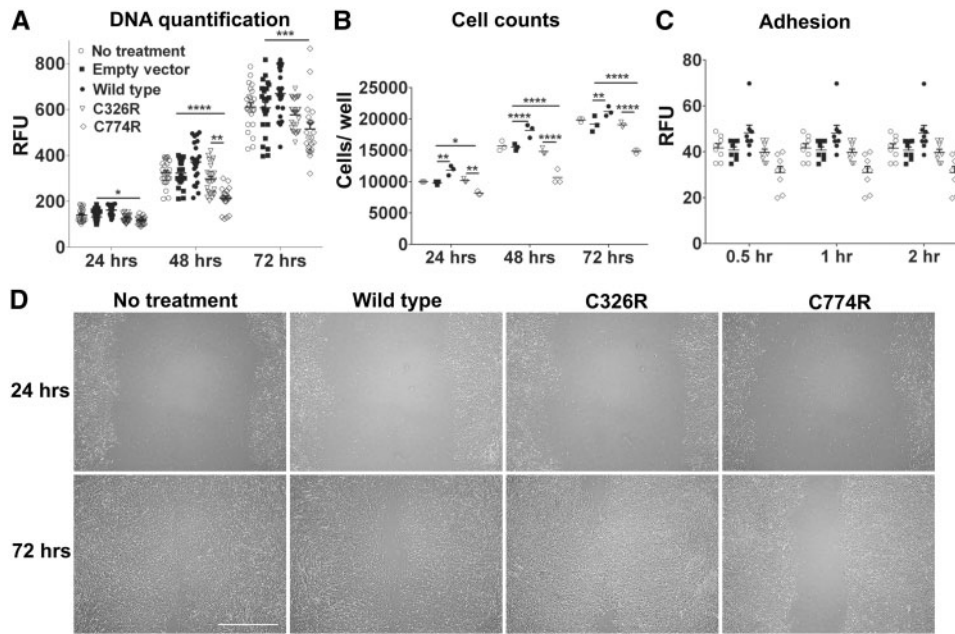 A DNA quantification
RFU
800
600
400
200
0
○ No treatment
■ Empty vector
● Wild type
▽ C326R
◇ C774R
*
****
**
***
24 hrs 48 hrs 72 hrs
B Cell counts
Cells/ well
25000
20000
15000
10000
5000
0
*
** **
****
**** ****
****
** ****
24 hrs 48 hrs 72 hrs
C Adhesion
RFU
80
60
40
20
0
0.5 hr 1 hr 2 hr
D No treatment Wild type C326R C774R
24 hrs
72 hrs